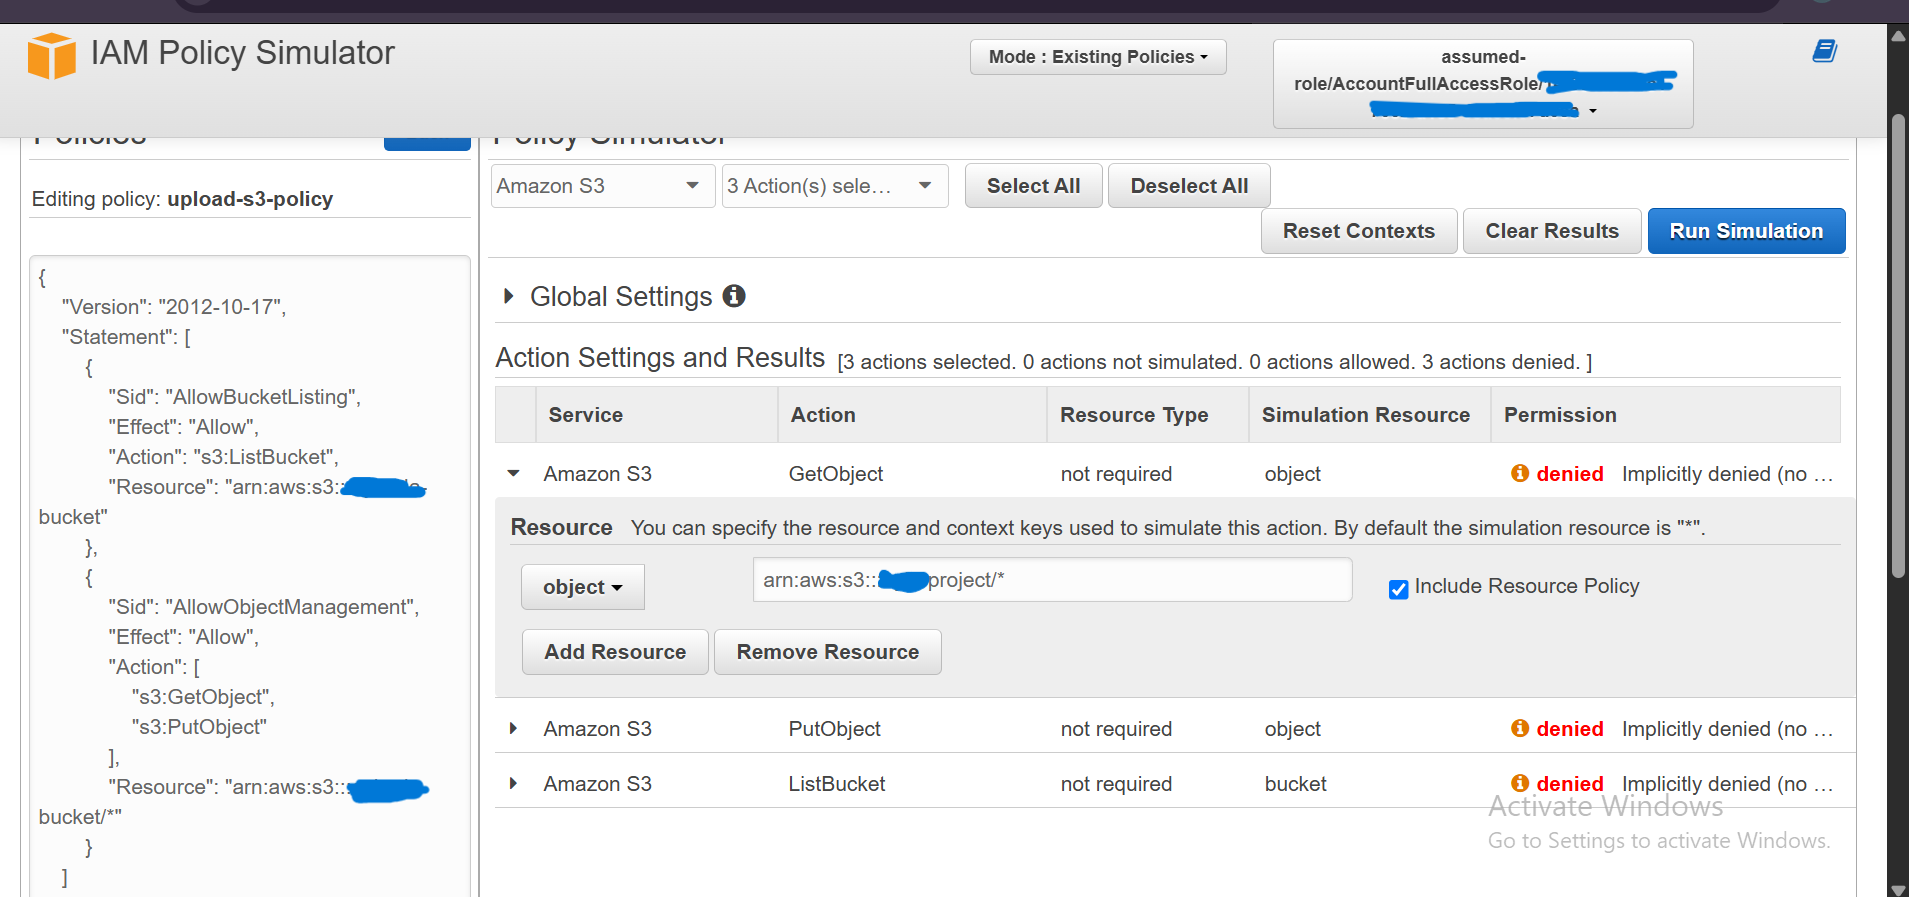 IAM Policy Simulator
Mode : Existing Policies
assumed-
role/AccountFullAccessRole/
Policies
Policy Simulator
Editing policy: upload-s3-policy
Amazon S3
3 Action(s) sele...
Select All
Deselect All
Reset Contexts
Clear Results
Run Simulation
{
"Version": "2012-10-17",
"Statement": [
{
"Sid": "AllowBucketListing",
"Effect": "Allow",
"Action": "s3:ListBucket",
"Resource": "arn:aws:s3:
bucket"
},
{
"Sid": "AllowObjectManagement",
"Effect": "Allow",
"Action": [
"s3:GetObject",
"s3:PutObject"
],
"Resource": "arn:aws:s3::
bucket/*"
}
]
Global Settings
Action Settings and Results [3 actions selected. 0 actions not simulated. 0 actions allowed. 3 actions denied. ]
Service Action Resource Type Simulation Resource Permission
Amazon S3 GetObject not required object denied Implicitly denied (no ...
Resource You can specify the resource and context keys used to simulate this action. By default the simulation resource is "*".
object
arn:aws:s3:: project/*
Include Resource Policy
Add Resource
Remove Resource
Amazon S3 PutObject not required object denied Implicitly denied (no ...
Amazon S3 ListBucket not required bucket denied Implicitly denied (no ...
Activate Windows
Go to Settings to activate Windows.